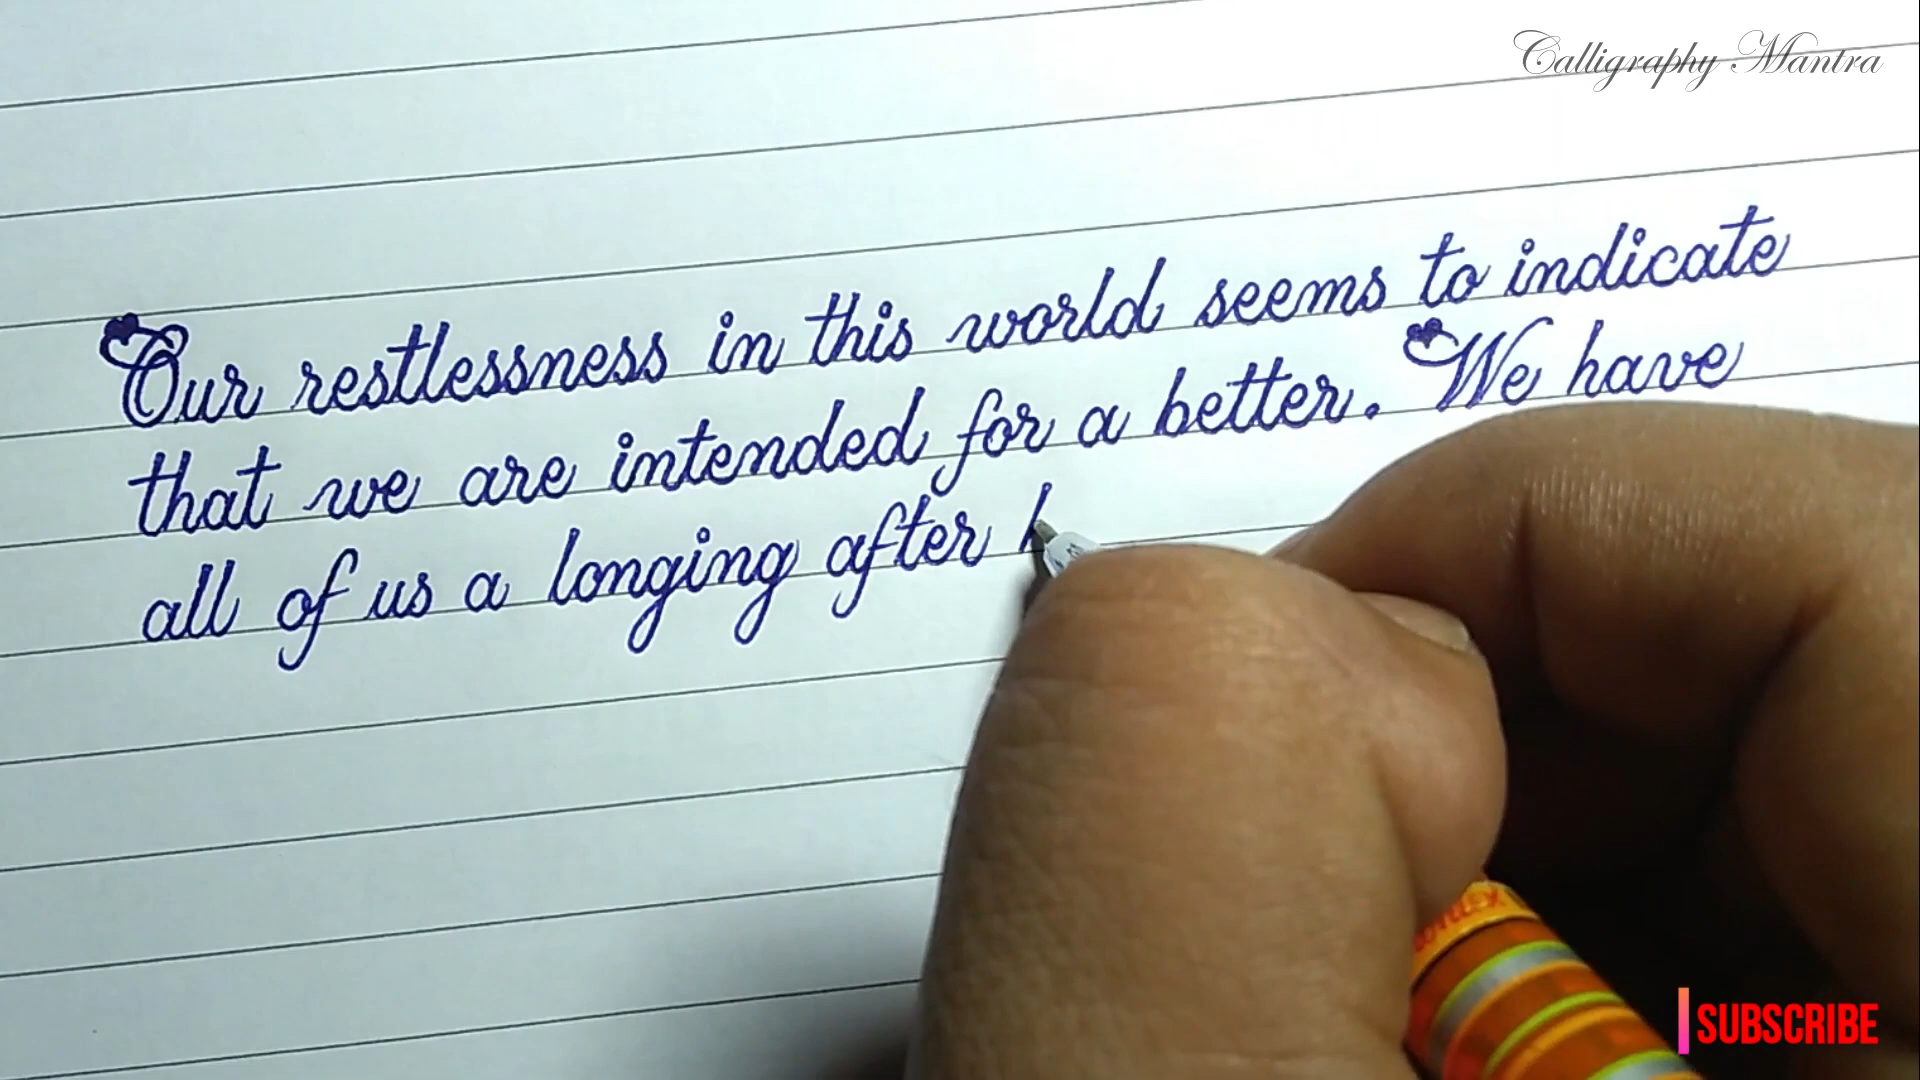 Calligraphy Mantra
Our restlessness in this world seems to indicate
that we are intended for a better. We have
all of us a longing after
SUBSCRIBE